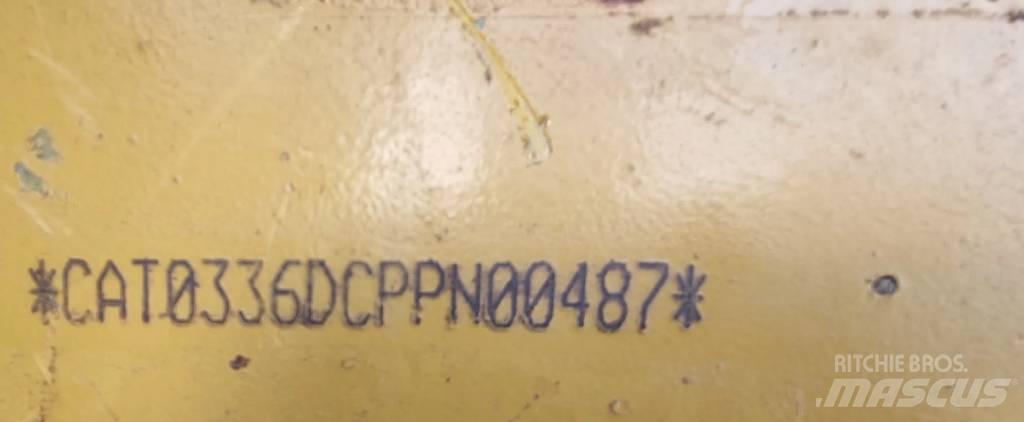 *CAT0336DCPPN00487*
RITCHIE BROS.
MASCUS